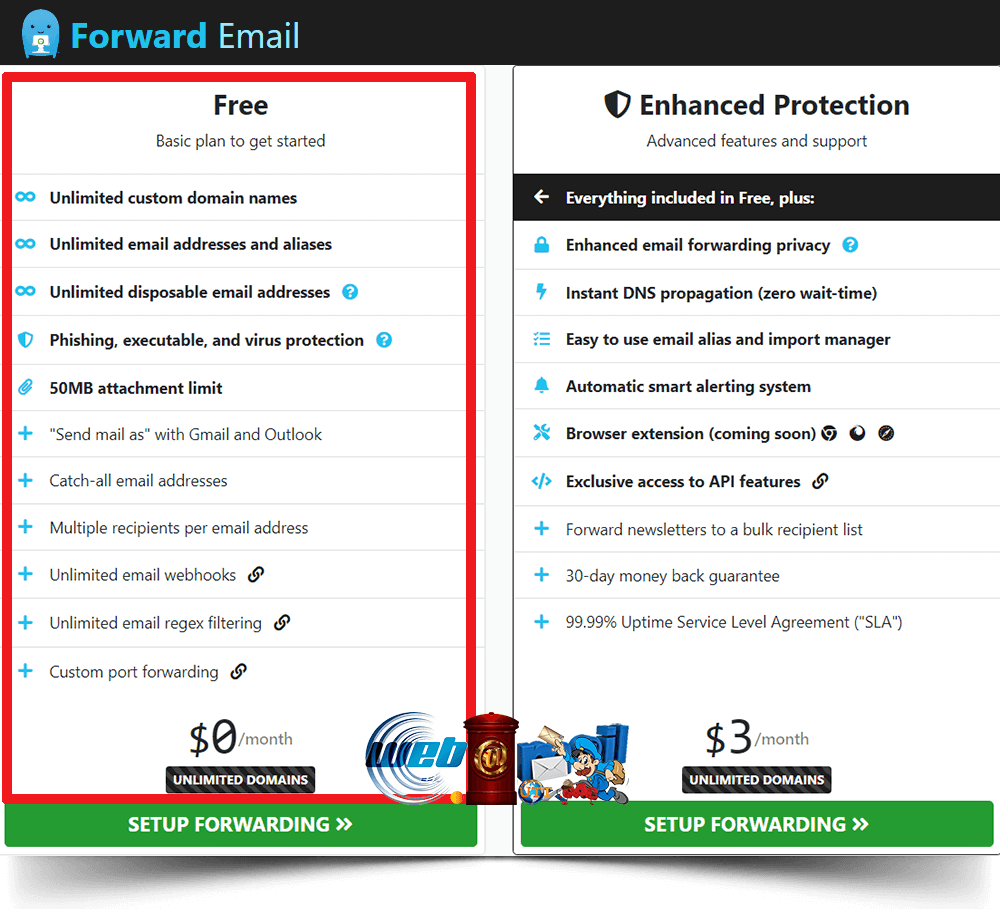 Forward Email
Free
Basic plan to get started
Unlimited custom domain names
Unlimited email addresses and aliases
Unlimited disposable email addresses ?
Phishing, executable, and virus protection ?
50MB attachment limit
"Send mail as" with Gmail and Outlook
Catch-all email addresses
Multiple recipients per email address
Unlimited email webhooks
Unlimited email regex filtering
Custom port forwarding
$0/month
UNLIMITED DOMAINS
SETUP FORWARDING »
Enhanced Protection
Advanced features and support
Everything included in Free, plus:
Enhanced email forwarding privacy ?
Instant DNS propagation (zero wait-time)
Easy to use email alias and import manager
Automatic smart alerting system
Browser extension (coming soon)
Exclusive access to API features
Forward newsletters to a bulk recipient list
30-day money back guarantee
99.99% Uptime Service Level Agreement ("SLA")
$3/month
UNLIMITED DOMAINS
SETUP FORWARDING »
web
@